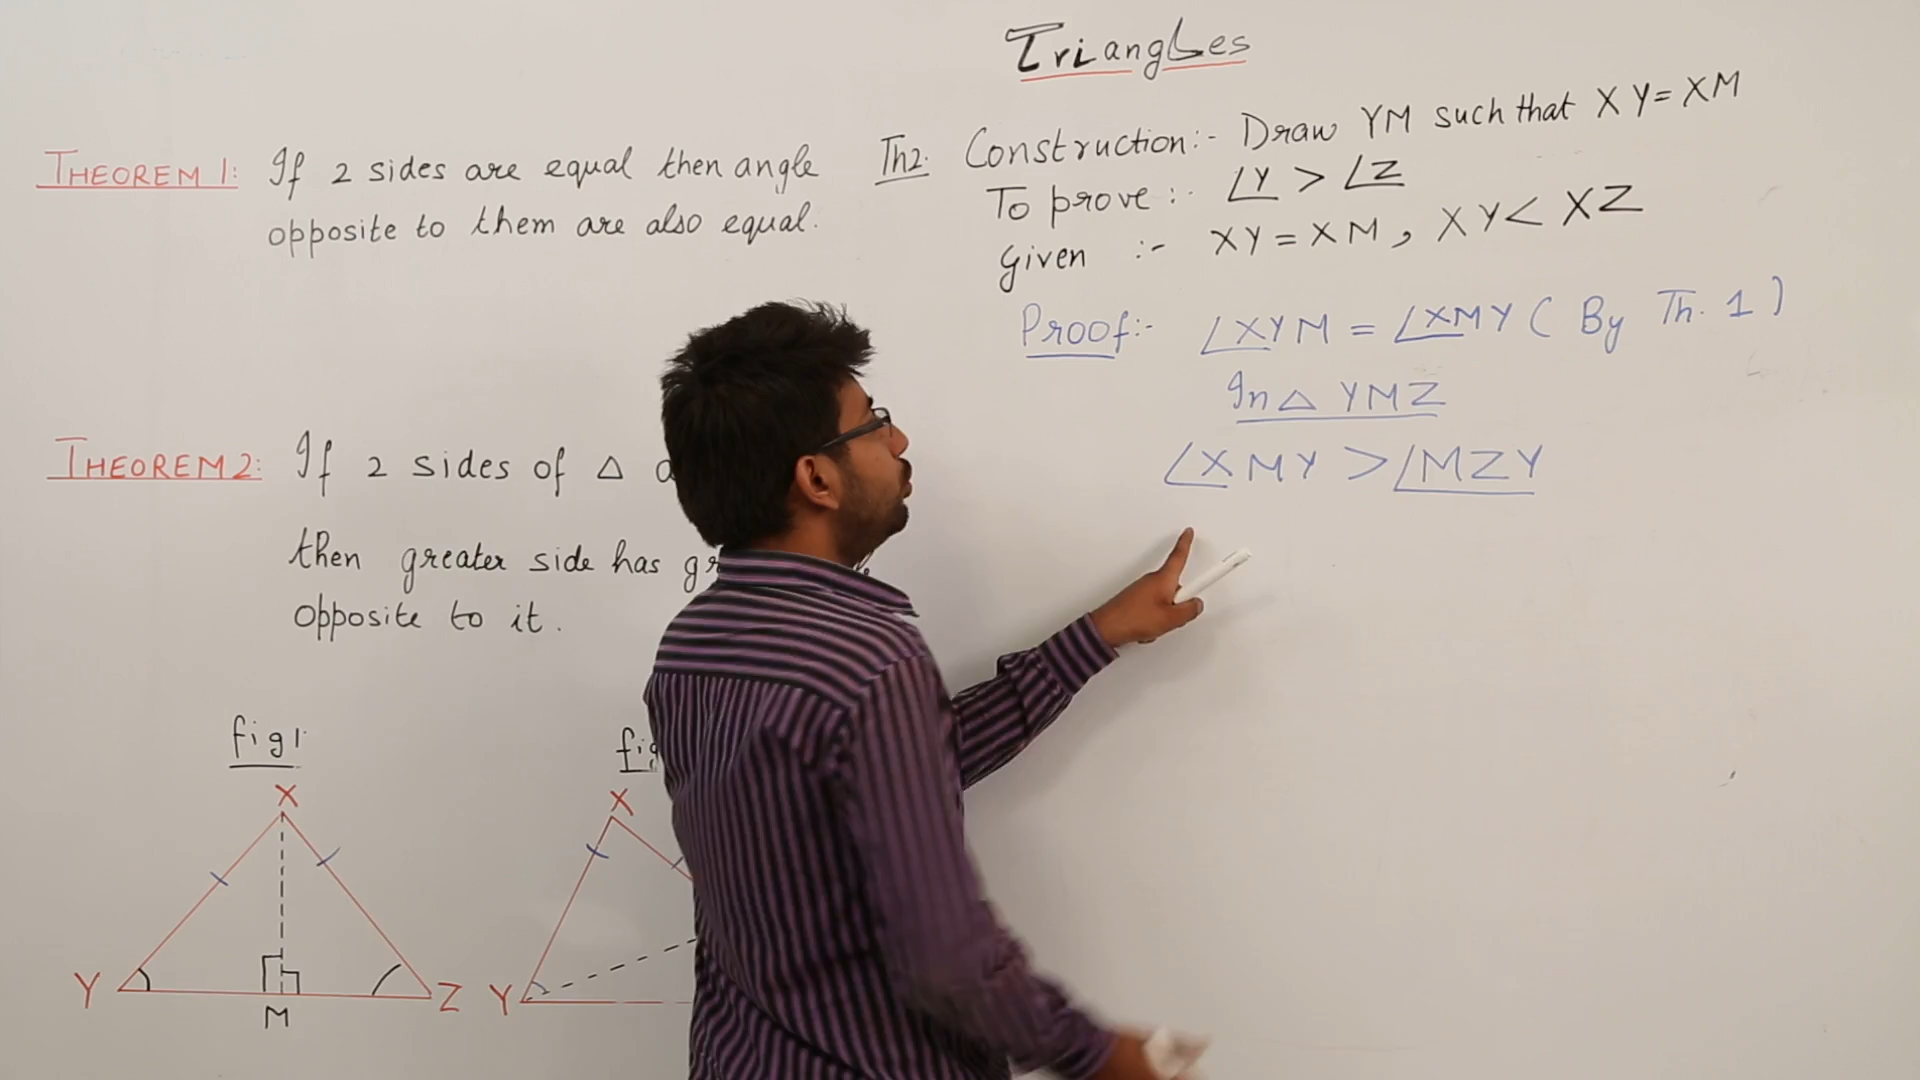 Triangles
THEOREM 1: If 2 sides are equal then angle
opposite to them are also equal.
THEOREM 2: If 2 sides of △
then greater side has
opposite to it.
fig 1
X
Y
M
Z
X
Y
Th2. Construction:- Draw YM such that XY = XM
To prove :- ∠Y > ∠Z
Given :- XY = XM, XY < XZ
Proof:- ∠XYM = ∠XMY ( By Th. 1 )
In △ YMZ
∠XMY > ∠MZY